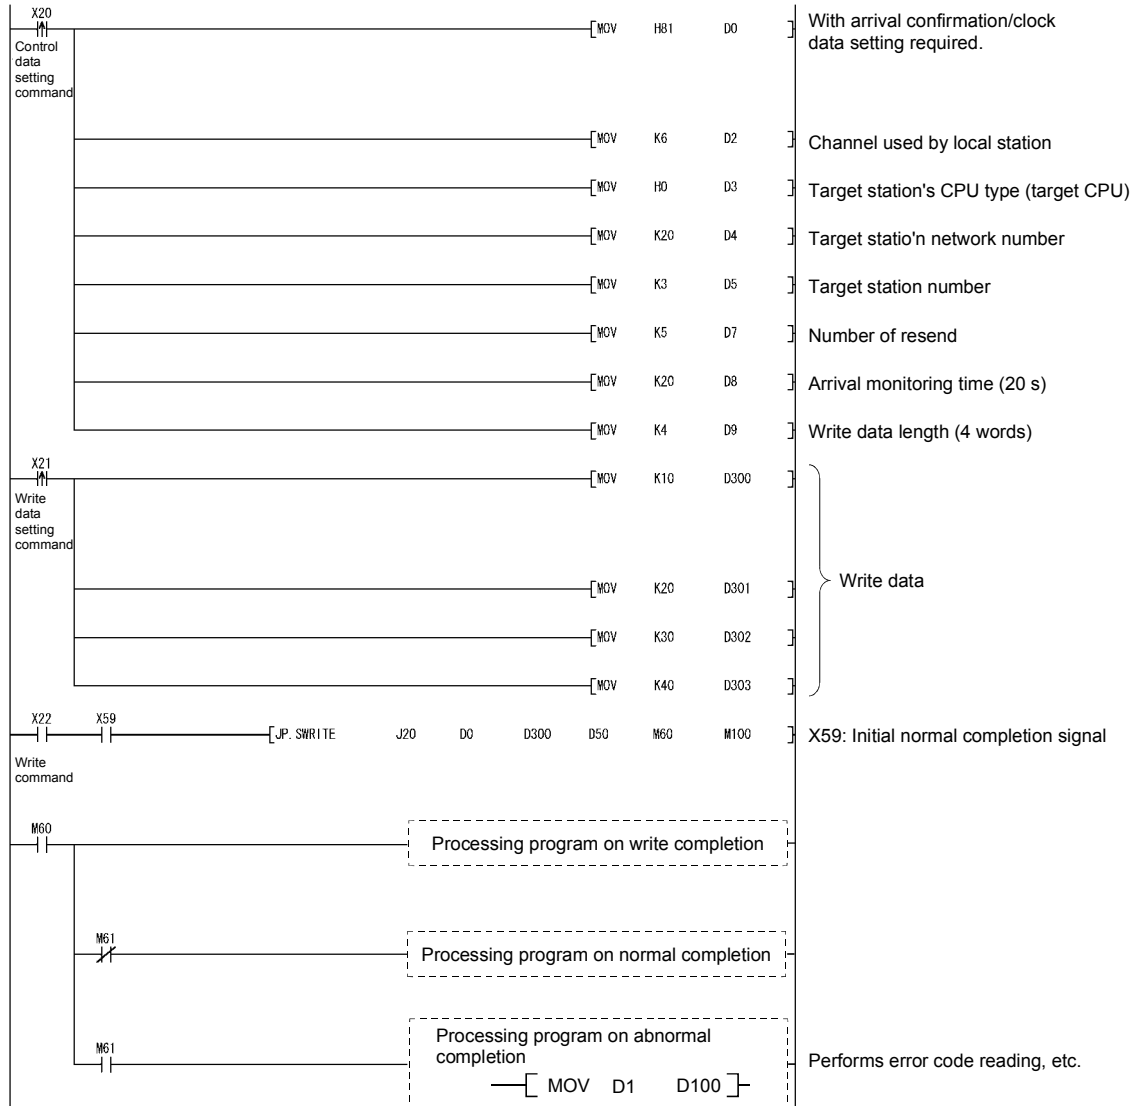 X20
MOV H81 D0
With arrival confirmation/clock
data setting required.
Control
data
setting
command
MOV K6 D2
Channel used by local station
MOV H0 D3
Target station's CPU type (target CPU)
MOV K20 D4
Target statio'n network number
MOV K3 D5
Target station number
MOV K5 D7
Number of resend
MOV K20 D8
Arrival monitoring time (20 s)
MOV K4 D9
Write data length (4 words)
X21
MOV K10 D300
Write
data
setting
command
MOV K20 D301
Write data
MOV K30 D302
MOV K40 D303
X22 X59
JP.SWRITE J20 D0 D300 D50 M60 M100
X59: Initial normal completion signal
Write
command
M60
Processing program on write completion
M61
Processing program on normal completion
M61
Processing program on abnormal
completion
MOV D1 D100
Performs error code reading, etc.